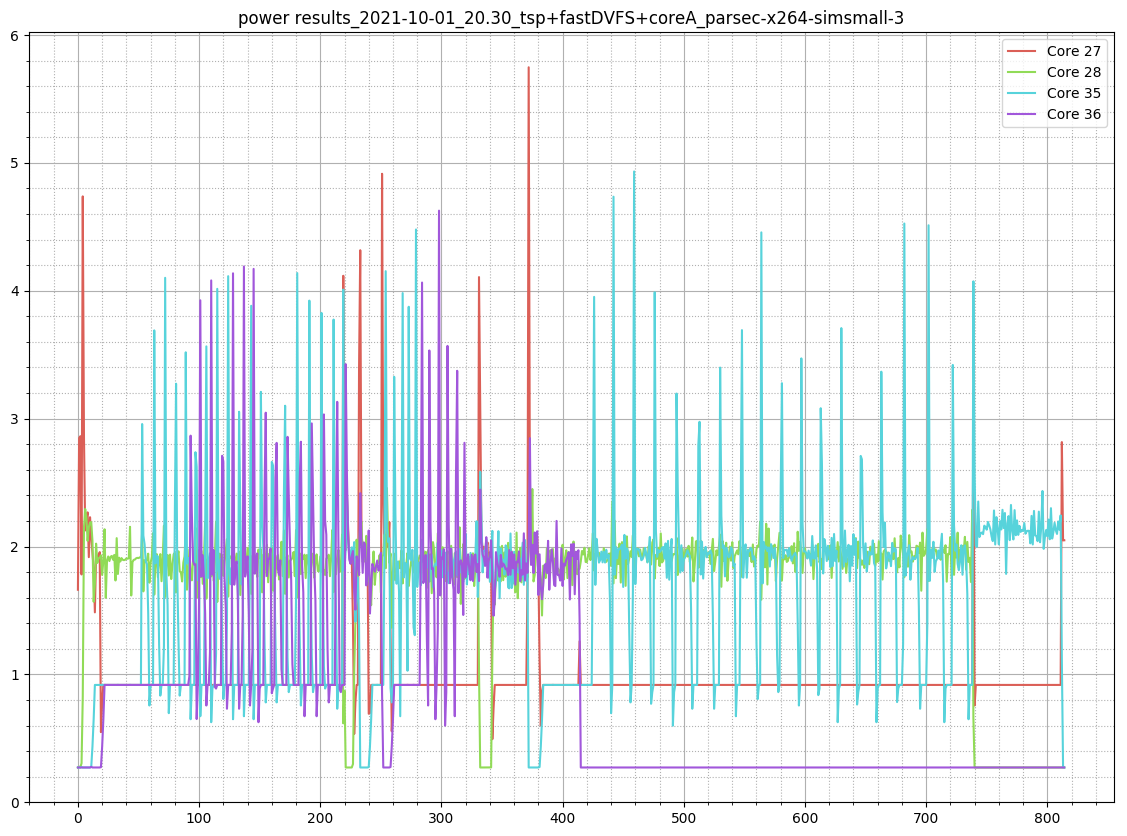 power results_2021-10-01_20.30_tsp+fastDVFS+coreA_parsec-x264-simsmall-3
6
Core 27
Core 28
Core 35
Core 36
5
4
3
2
1
0
0 100 200 300 400 500 600 700 800